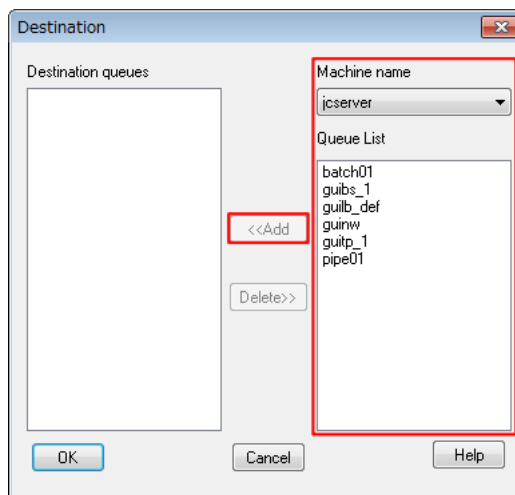 Destination
Destination queues
Machine name
jcserver
Queue List
batch01
guibs_1
guilb_def
guinw
guitp_1
pipe01
<<Add
Delete>>
OK
Cancel
Help